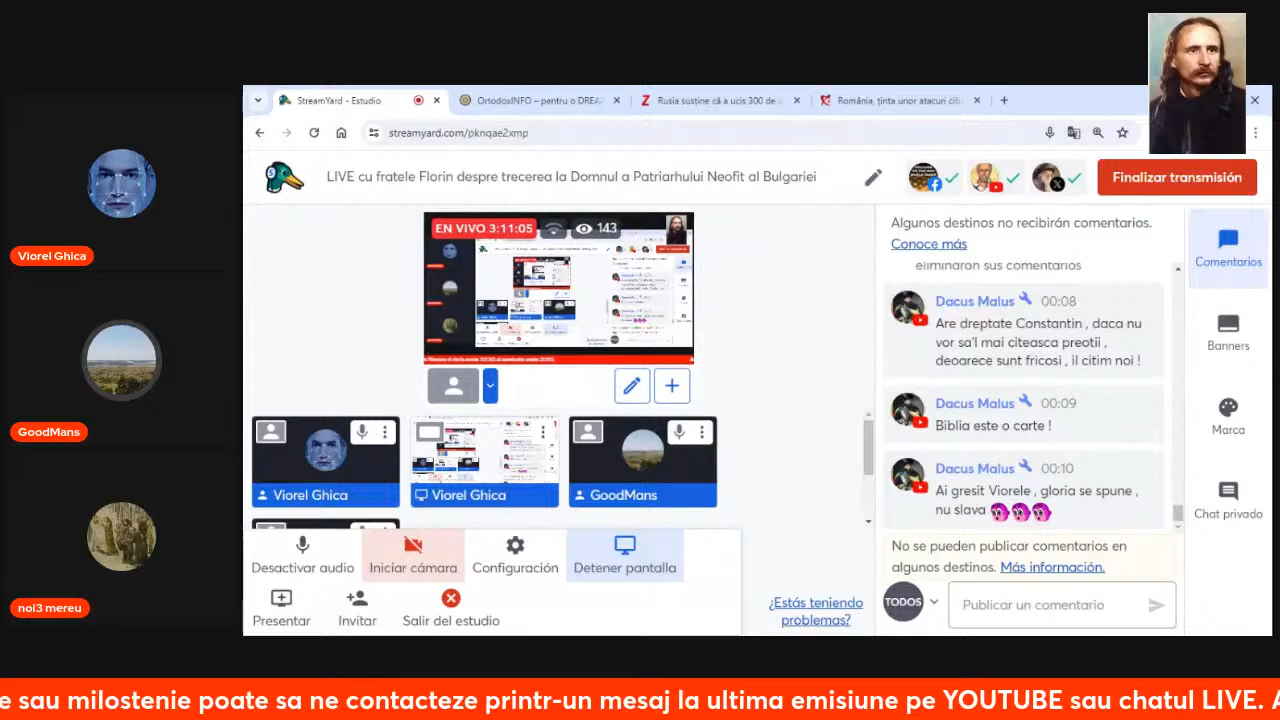 StreamYard - Estudio
OrtodoxINFO – pentru o DREA
Rusia susține că a ucis 300 de
România, ținta unor atacuri cib
streamyard.com/pknqae2xmp
LIVE cu fratele Florin despre trecerea la Domnul a Patriarhului Neofit al Bulgariei
Finalizar transmisión
EN VIVO 3:11:05
143
Viorel Ghica
GoodMans
noi3 mereu
Viorel Ghica
Viorel Ghica
GoodMans
Desactivar audio
Iniciar cámara
Configuración
Detener pantalla
Presentar
Invitar
Salir del estudio
¿Estás teniendo
problemas?
Algunos destinos no recibirán comentarios.
Conoce más
eliminaron sus comentarios
Dacus Malus 00:08
Are dreptate Constantin , daca nu
vor sa'l mai citeasca preotii ,
deoarece sunt fricosi , il citim noi !
Dacus Malus 00:09
Biblia este o carte !
Dacus Malus 00:10
Ai gresit Viorele , gloria se spune ,
nu slava
No se pueden publicar comentarios en
algunos destinos. Más información.
TODOS
Publicar un comentario
Comentarios
Banners
Marca
Chat privado
e sau milostenie poate sa ne contacteze printr-un mesaj la ultima emisiune pe YOUTUBE sau chatul LIVE. A